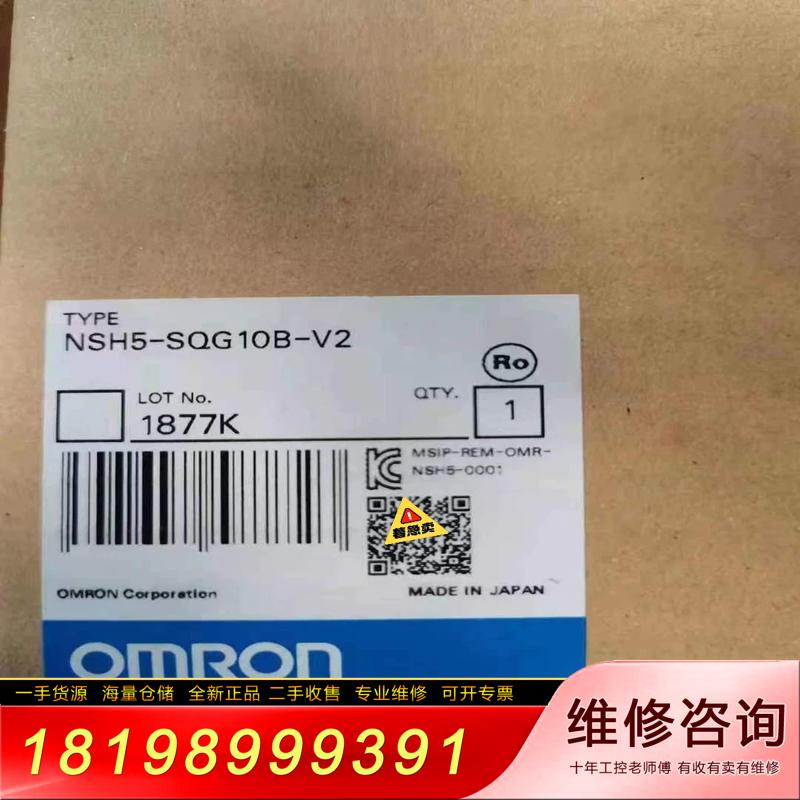 TYPE
NSH5-SQG10B-V2
Ro
LOT No.
1877K
QTY.
1
MSIP-REM-OMR-
NSH5-0001
着急卖
OMRON Corporation
MADE IN JAPAN
OMRON
一手货源 海量仓储 全新正品 二手收售 专业维修 可开专票
18198999391
维修咨询
十年工控老师傅 有收有卖有维修